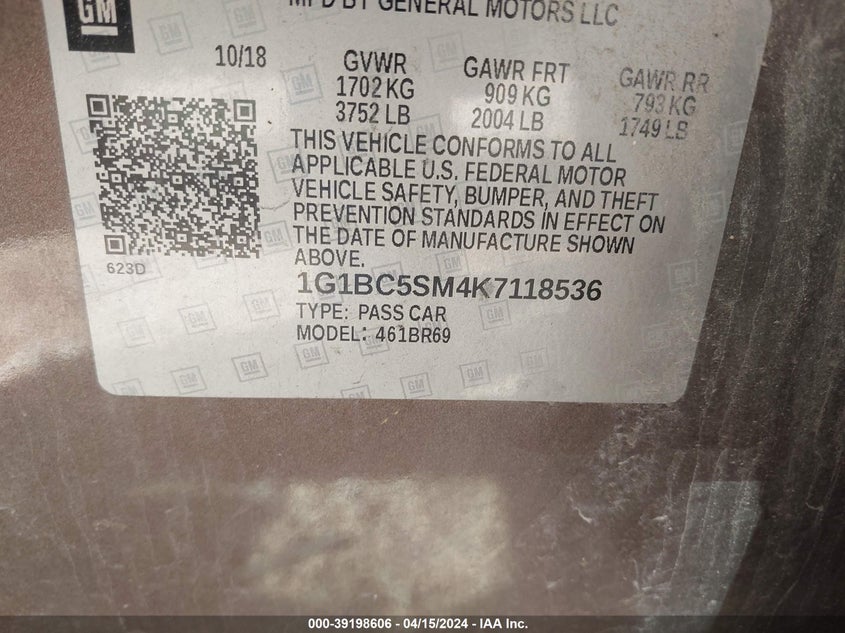 GM
MFD BY GENERAL MOTORS LLC
10/18
GVWR
1702 KG
3752 LB
GAWR FRT
909 KG
2004 LB
GAWR RR
793 KG
1749 LB
THIS VEHICLE CONFORMS TO ALL
APPLICABLE U.S. FEDERAL MOTOR
VEHICLE SAFETY, BUMPER, AND THEFT
PREVENTION STANDARDS IN EFFECT ON
THE DATE OF MANUFACTURE SHOWN
ABOVE.
623D
1G1BC5SM4K7118536
TYPE: PASS CAR
MODEL: 461BR69
000-39198606 - 04/15/2024 - IAA Inc.